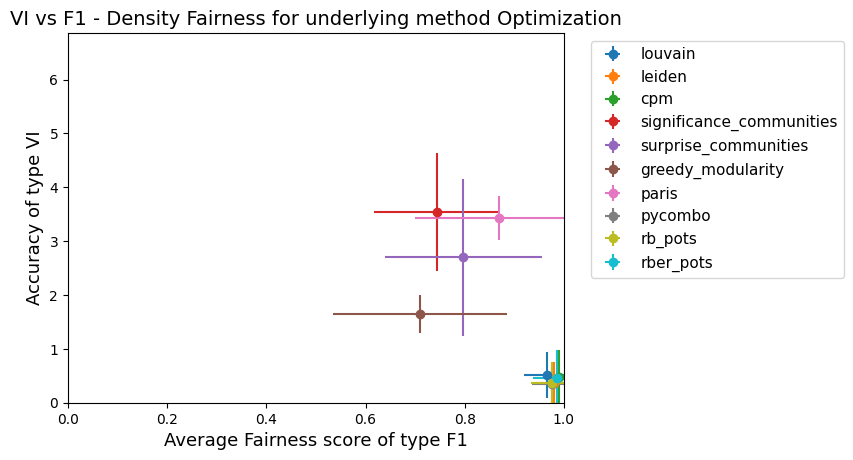 VI vs F1 - Density Fairness for underlying method Optimization
Accuracy of type VI
6
5
4
3
2
1
0
0.0 0.2 0.4 0.6 0.8 1.0
Average Fairness score of type F1
louvain
leiden
cpm
significance_communities
surprise_communities
greedy_modularity
paris
pycombo
rb_pots
rber_pots